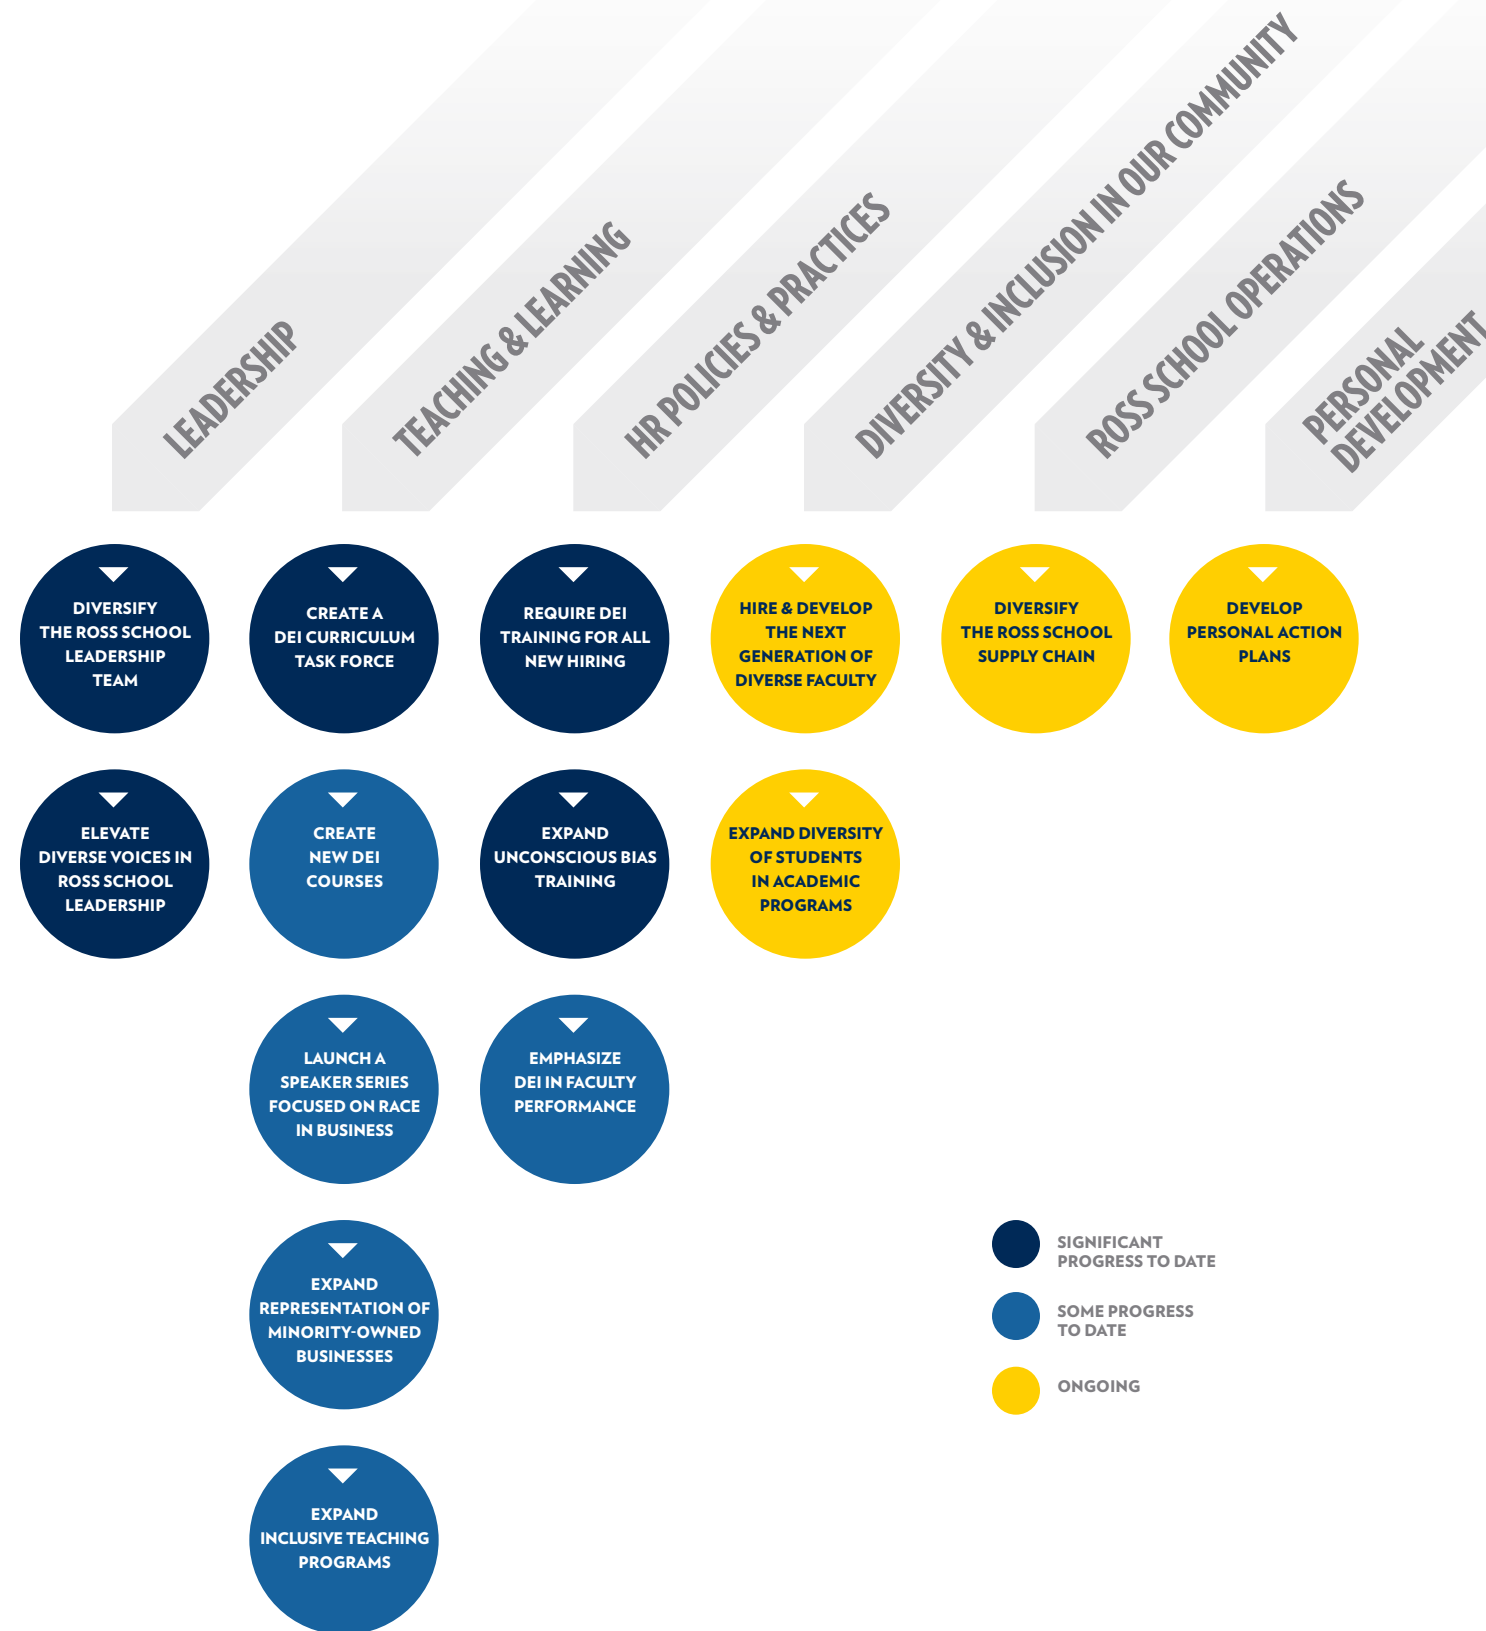 LEADERSHIP
TEACHING & LEARNING
HR POLICIES & PRACTICES
DIVERSITY & INCLUSION IN OUR COMMUNITY
ROSS SCHOOL OPERATIONS
PERSONAL
DEVELOPMENT
DIVERSIFY
THE ROSS SCHOOL
LEADERSHIP
TEAM
CREATE A
DEI CURRICULUM
TASK FORCE
REQUIRE DEI
TRAINING FOR ALL
NEW HIRING
HIRE & DEVELOP
THE NEXT
GENERATION OF
DIVERSE FACULTY
DIVERSIFY
THE ROSS SCHOOL
SUPPLY CHAIN
DEVELOP
PERSONAL ACTION
PLANS
ELEVATE
DIVERSE VOICES IN
ROSS SCHOOL
LEADERSHIP
CREATE
NEW DEI
COURSES
EXPAND
UNCONSCIOUS BIAS
TRAINING
EXPAND DIVERSITY
OF STUDENTS
IN ACADEMIC
PROGRAMS
LAUNCH A
SPEAKER SERIES
FOCUSED ON RACE
IN BUSINESS
EMPHASIZE
DEI IN FACULTY
PERFORMANCE
EXPAND
REPRESENTATION OF
MINORITY-OWNED
BUSINESSES
EXPAND
INCLUSIVE TEACHING
PROGRAMS
SIGNIFICANT
PROGRESS TO DATE
SOME PROGRESS
TO DATE
ONGOING